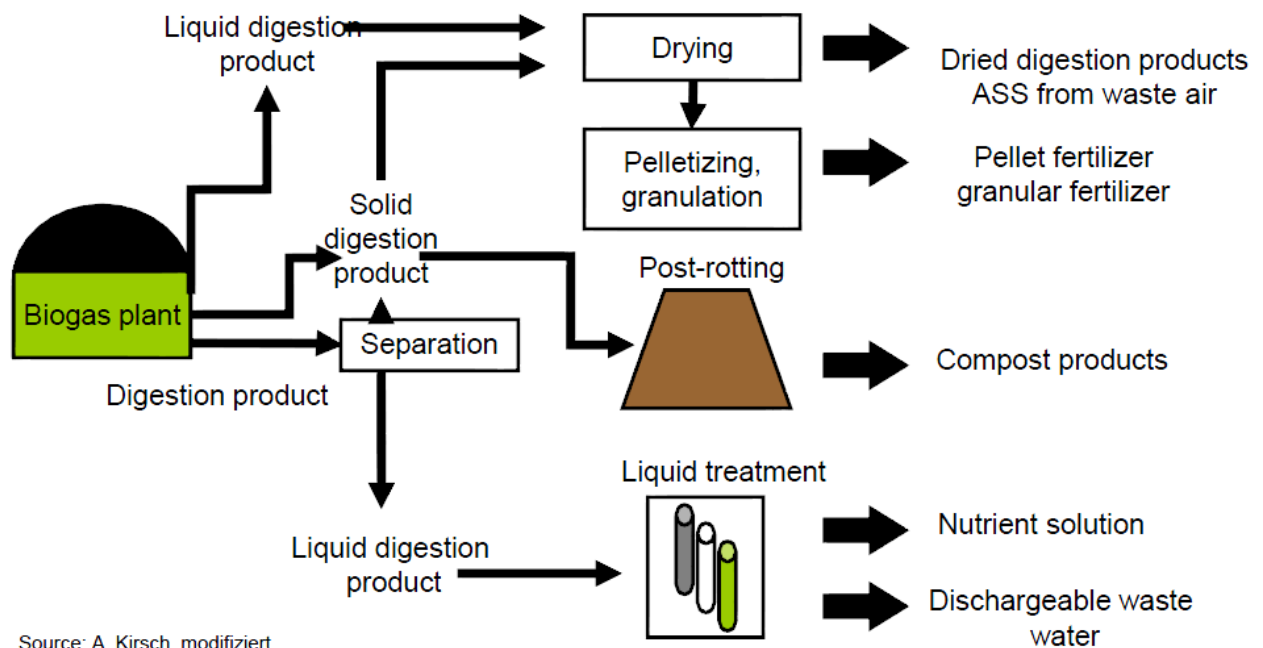 Liquid digestion
product
Drying
Dried digestion products
ASS from waste air
Pelletizing,
granulation
Pellet fertilizer
granular fertilizer
Solid
digestion
product
Post-rotting
Biogas plant
Separation
Compost products
Digestion product
Liquid treatment
Liquid digestion
product
Nutrient solution
Dischargeable waste
water
Source: A. Kirsch, modifiziert